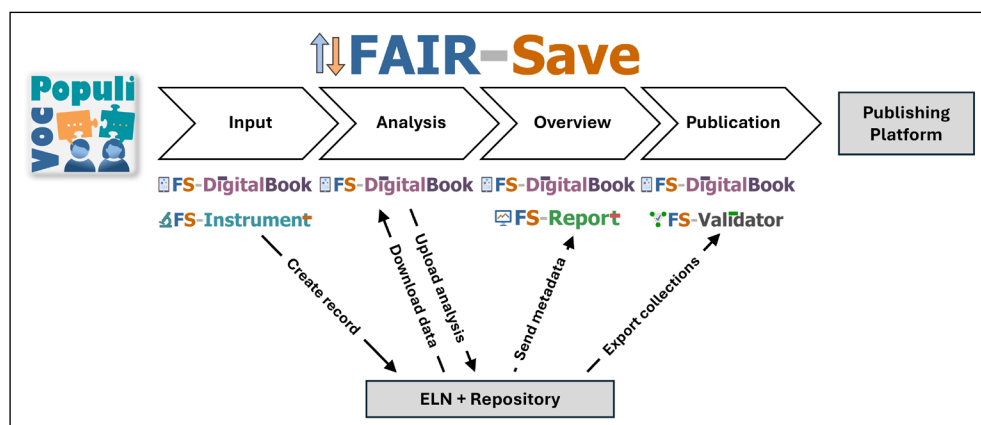 FAIR-Save
Voc
Populi
Input
Analysis
Overview
Publication
Publishing
Platform
FS-DigitalBook
FS-DigitalBook
FS-DigitalBook
FS-DigitalBook
FS-Instrument
FS-Report
FS-Validator
Create record
Download data
Upload analysis
Send metadata
Export collections
ELN + Repository